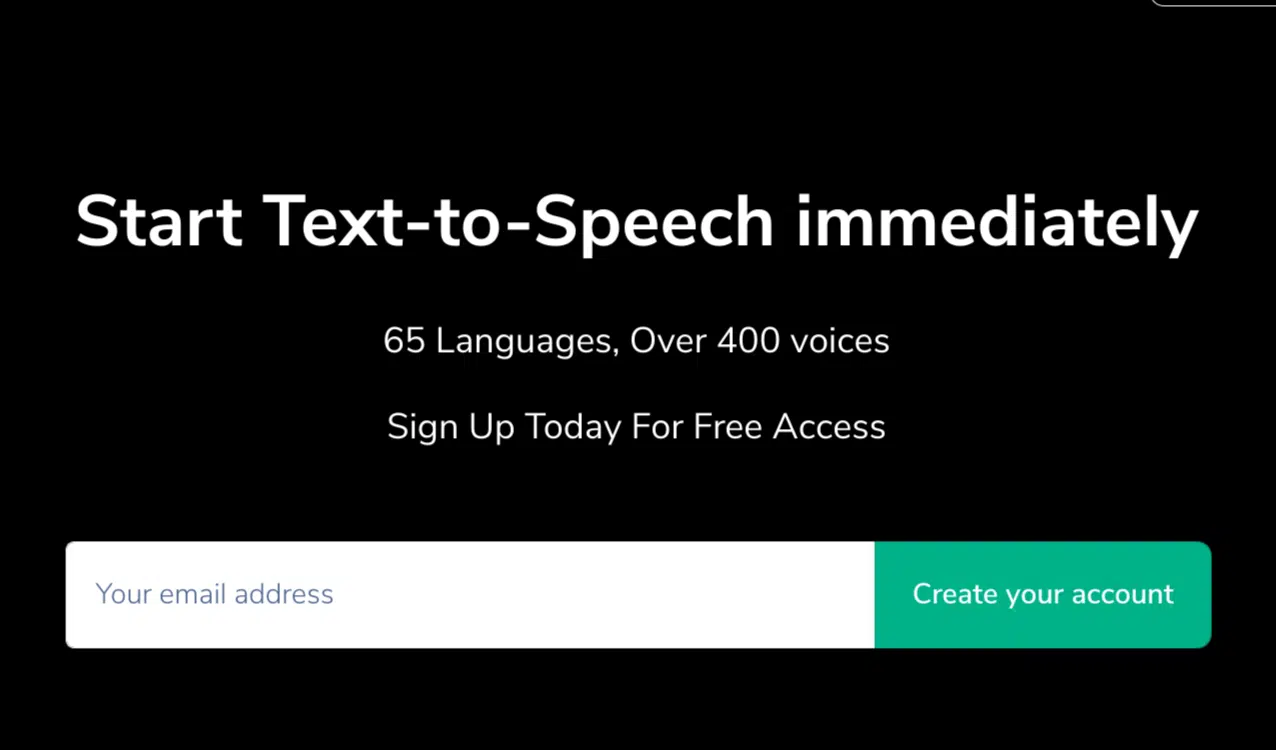 Start Text-to-Speech immediately
65 Languages, Over 400 voices
Sign Up Today For Free Access
Your email address
Create your account